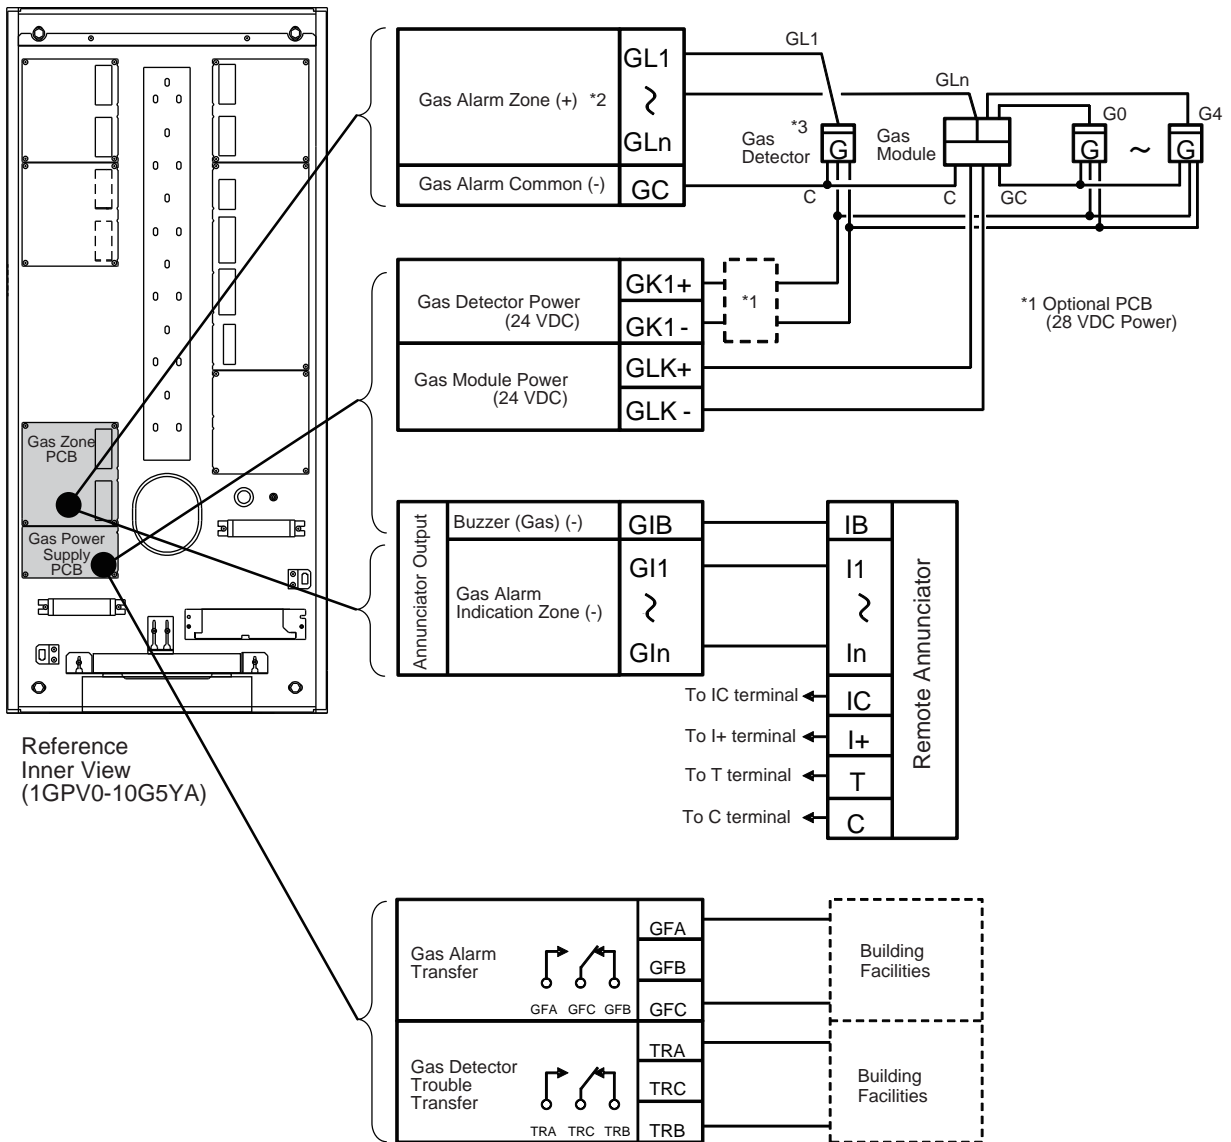 Gas Zone
PCB
Gas Power
Supply
PCB
Reference
Inner View
(1GPV0-10G5YA)
Gas Alarm Zone (+) *2
GL1
~
GLn
Gas Alarm Common (-)
GC
GL1
GLn
*3
Gas
Detector
G
Gas
Module
G0
G
~
G4
G
C
C
GC
Gas Detector Power
(24 VDC)
GK1+
GK1-
*1
*1 Optional PCB
(28 VDC Power)
Gas Module Power
(24 VDC)
GLK+
GLK -
Annunciator Output
Buzzer (Gas) (-)
GIB
Gas Alarm
Indication Zone (-)
GI1
~
GIn
IB
I1
~
In
IC
I+
T
C
Remote Annunciator
To IC terminal
To I+ terminal
To T terminal
To C terminal
Gas Alarm
Transfer
GFA GFC GFB
GFA
GFB
GFC
Building
Facilities
Gas Detector
Trouble
Transfer
TRA TRC TRB
TRA
TRC
TRB
Building
Facilities